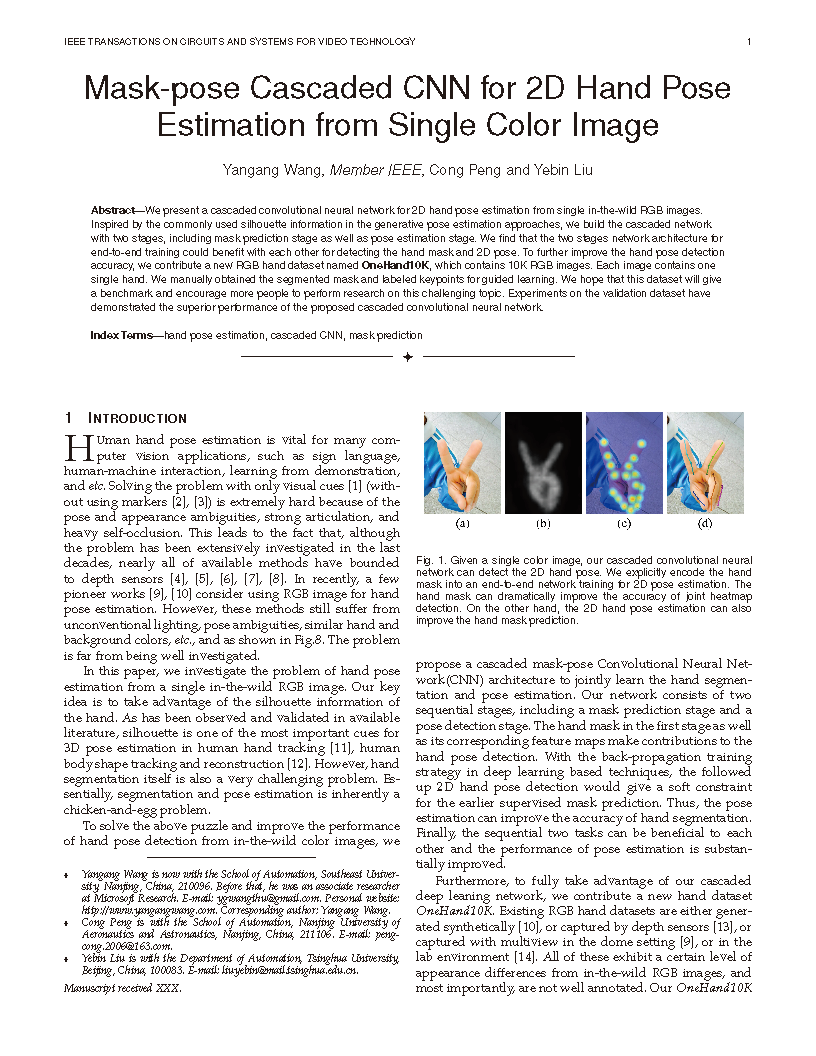 IEEE TRANSACTIONS ON CIRCUITS AND SYSTEMS FOR VIDEO TECHNOLOGY 1
Mask-pose Cascaded CNN for 2D Hand Pose
Estimation from Single Color Image
Yangang Wang, Member IEEE, Cong Peng and Yebin Liu
Abstract—We present a cascaded convolutional neural network for 2D hand pose estimation from single in-the-wild RGB images.
Inspired by the commonly used silhouette information in the generative pose estimation approaches, we build the cascaded network
with two stages, including mask prediction stage as well as pose estimation stage. We find that the two stages network architecture for
end-to-end training could benefit with each other for detecting the hand mask and 2D pose. To further improve the hand pose detection
accuracy, we contribute a new RGB hand dataset named OneHand10K, which contains 10K RGB images. Each image contains one
single hand. We manually obtained the segmented mask and labeled keypoints for guided learning. We hope that this dataset will give
a benchmark and encourage more people to perform research on this challenging topic. Experiments on the validation dataset have
demonstrated the superior performance of the proposed cascaded convolutional neural network.
Index Terms—hand pose estimation, cascaded CNN, mask prediction
1 INTRODUCTION
HUman hand pose estimation is vital for many com-
puter vision applications, such as sign language,
human-machine interaction, learning from demonstration,
and etc. Solving the problem with only visual cues [1] (with-
out using markers [2], [3]) is extremely hard because of the
pose and appearance ambiguities, strong articulation, and
heavy self-occlusion. This leads to the fact that, although
the problem has been extensively investigated in the last
decades, nearly all of available methods have bounded
to depth sensors [4], [5], [6], [7], [8]. In recently, a few
pioneer works [9], [10] consider using RGB image for hand
pose estimation. However, these methods still suffer from
unconventional lighting, pose ambiguities, similar hand and
background colors, etc., and as shown in Fig.8. The problem
is far from being well investigated.
In this paper, we investigate the problem of hand pose
estimation from a single in-the-wild RGB image. Our key
idea is to take advantage of the silhouette information of
the hand. As has been observed and validated in available
literature, silhouette is one of the most important cues for
3D pose estimation in human hand tracking [11], human
body shape tracking and reconstruction [12]. However, hand
segmentation itself is also a very challenging problem. Es-
sentially, segmentation and pose estimation is inherently a
chicken-and-egg problem.
To solve the above puzzle and improve the performance
of hand pose detection from in-the-wild color images, we
• Yangang Wang is now with the School of Automation, Southeast Univer-
sity, Nanjing, China, 210096. Before that, he was an associate researcher
at Microsoft Research. E-mail: ygwangthu@gmail.com. Personal website:
http://www.yangangwang.com. Corresponding author: Yangang Wang.
• Cong Peng is with the School of Automation, Nanjing University of
Aeronautics and Astronautics, Nanjing, China, 211106. E-mail: peng-
cong.2006@163.com.
• Yebin Liu is with the Department of Automation, Tsinghua University,
Beijing, China, 100083. E-mail: liuyebin@mail.tsinghua.edu.cn.
Manuscript received XXX.
(a) (b) (c) (d)
Fig. 1. Given a single color image, our cascaded convolutional neural
network can detect the 2D hand pose. We explicitly encode the hand
mask into an end-to-end network training for 2D pose estimation. The
hand mask can dramatically improve the accuracy of joint heatmap
detection. On the other hand, the 2D hand pose estimation can also
improve the hand mask prediction.
propose a cascaded mask-pose Convolutional Neural Net-
work(CNN) architecture to jointly learn the hand segmen-
tation and pose estimation. Our network consists of two
sequential stages, including a mask prediction stage and a
pose detection stage. The hand mask in the first stage as well
as its corresponding feature maps make contributions to the
hand pose detection. With the back-propagation training
strategy in deep learning based techniques, the followed
up 2D hand pose detection would give a soft constraint
for the earlier supervised mask prediction. Thus, the pose
estimation can improve the accuracy of hand segmentation.
Finally, the sequential two tasks can be beneficial to each
other and the performance of pose estimation is substan-
tially improved.
Furthermore, to fully take advantage of our cascaded
deep leaning network, we contribute a new hand dataset
OneHand10K. Existing RGB hand datasets are either gener-
ated synthetically [10], or captured by depth sensors [13], or
captured with multiview in the dome setting [9], or in the
lab environment [14]. All of these exhibit a certain level of
appearance differences from in-the-wild RGB images, and
most importantly, are not well annotated. Our OneHand10K